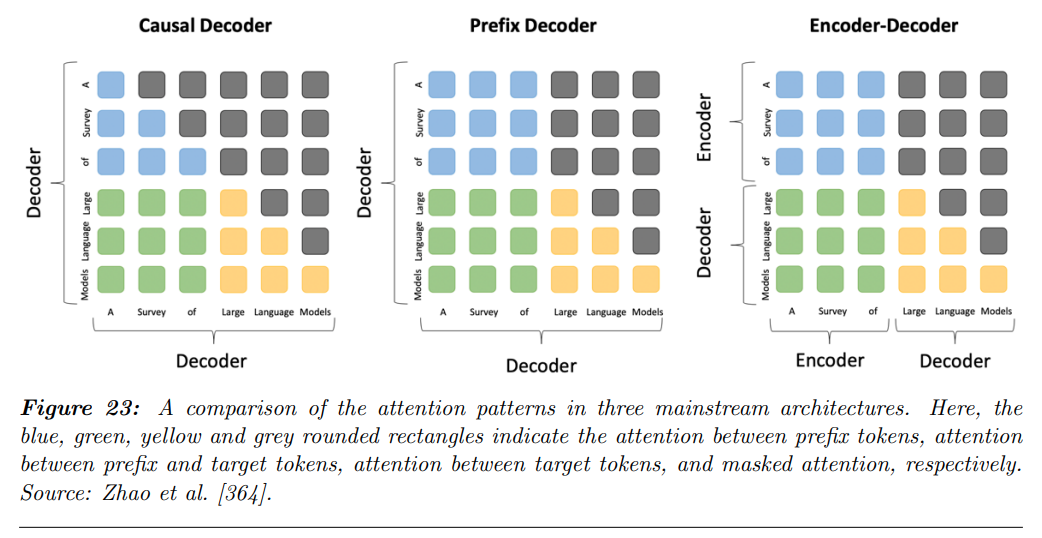 Causal Decoder
Prefix Decoder
Encoder-Decoder
Decoder
A
Survey
of
Large
Language
Models
A Survey of Large Language Models
Decoder
Decoder
A
Survey
of
Large
Language
Models
A Survey of Large Language Models
Decoder
Encoder
Decoder
A
Survey
of
Large
Language
Models
A Survey of Large Language Models
Encoder
Decoder
Figure 23: A comparison of the attention patterns in three mainstream architectures. Here, the
blue, green, yellow and grey rounded rectangles indicate the attention between prefix tokens, attention
between prefix and target tokens, attention between target tokens, and masked attention, respectively.
Source: Zhao et al. [364].